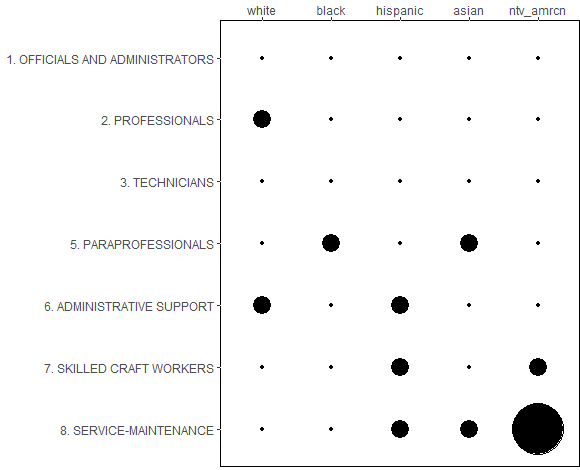 white black hispanic asian ntv_amrcn
1. OFFICIALS AND ADMINISTRATORS
2. PROFESSIONALS
3. TECHNICIANS
5. PARAPROFESSIONALS
6. ADMINISTRATIVE SUPPORT
7. SKILLED CRAFT WORKERS
8. SERVICE-MAINTENANCE